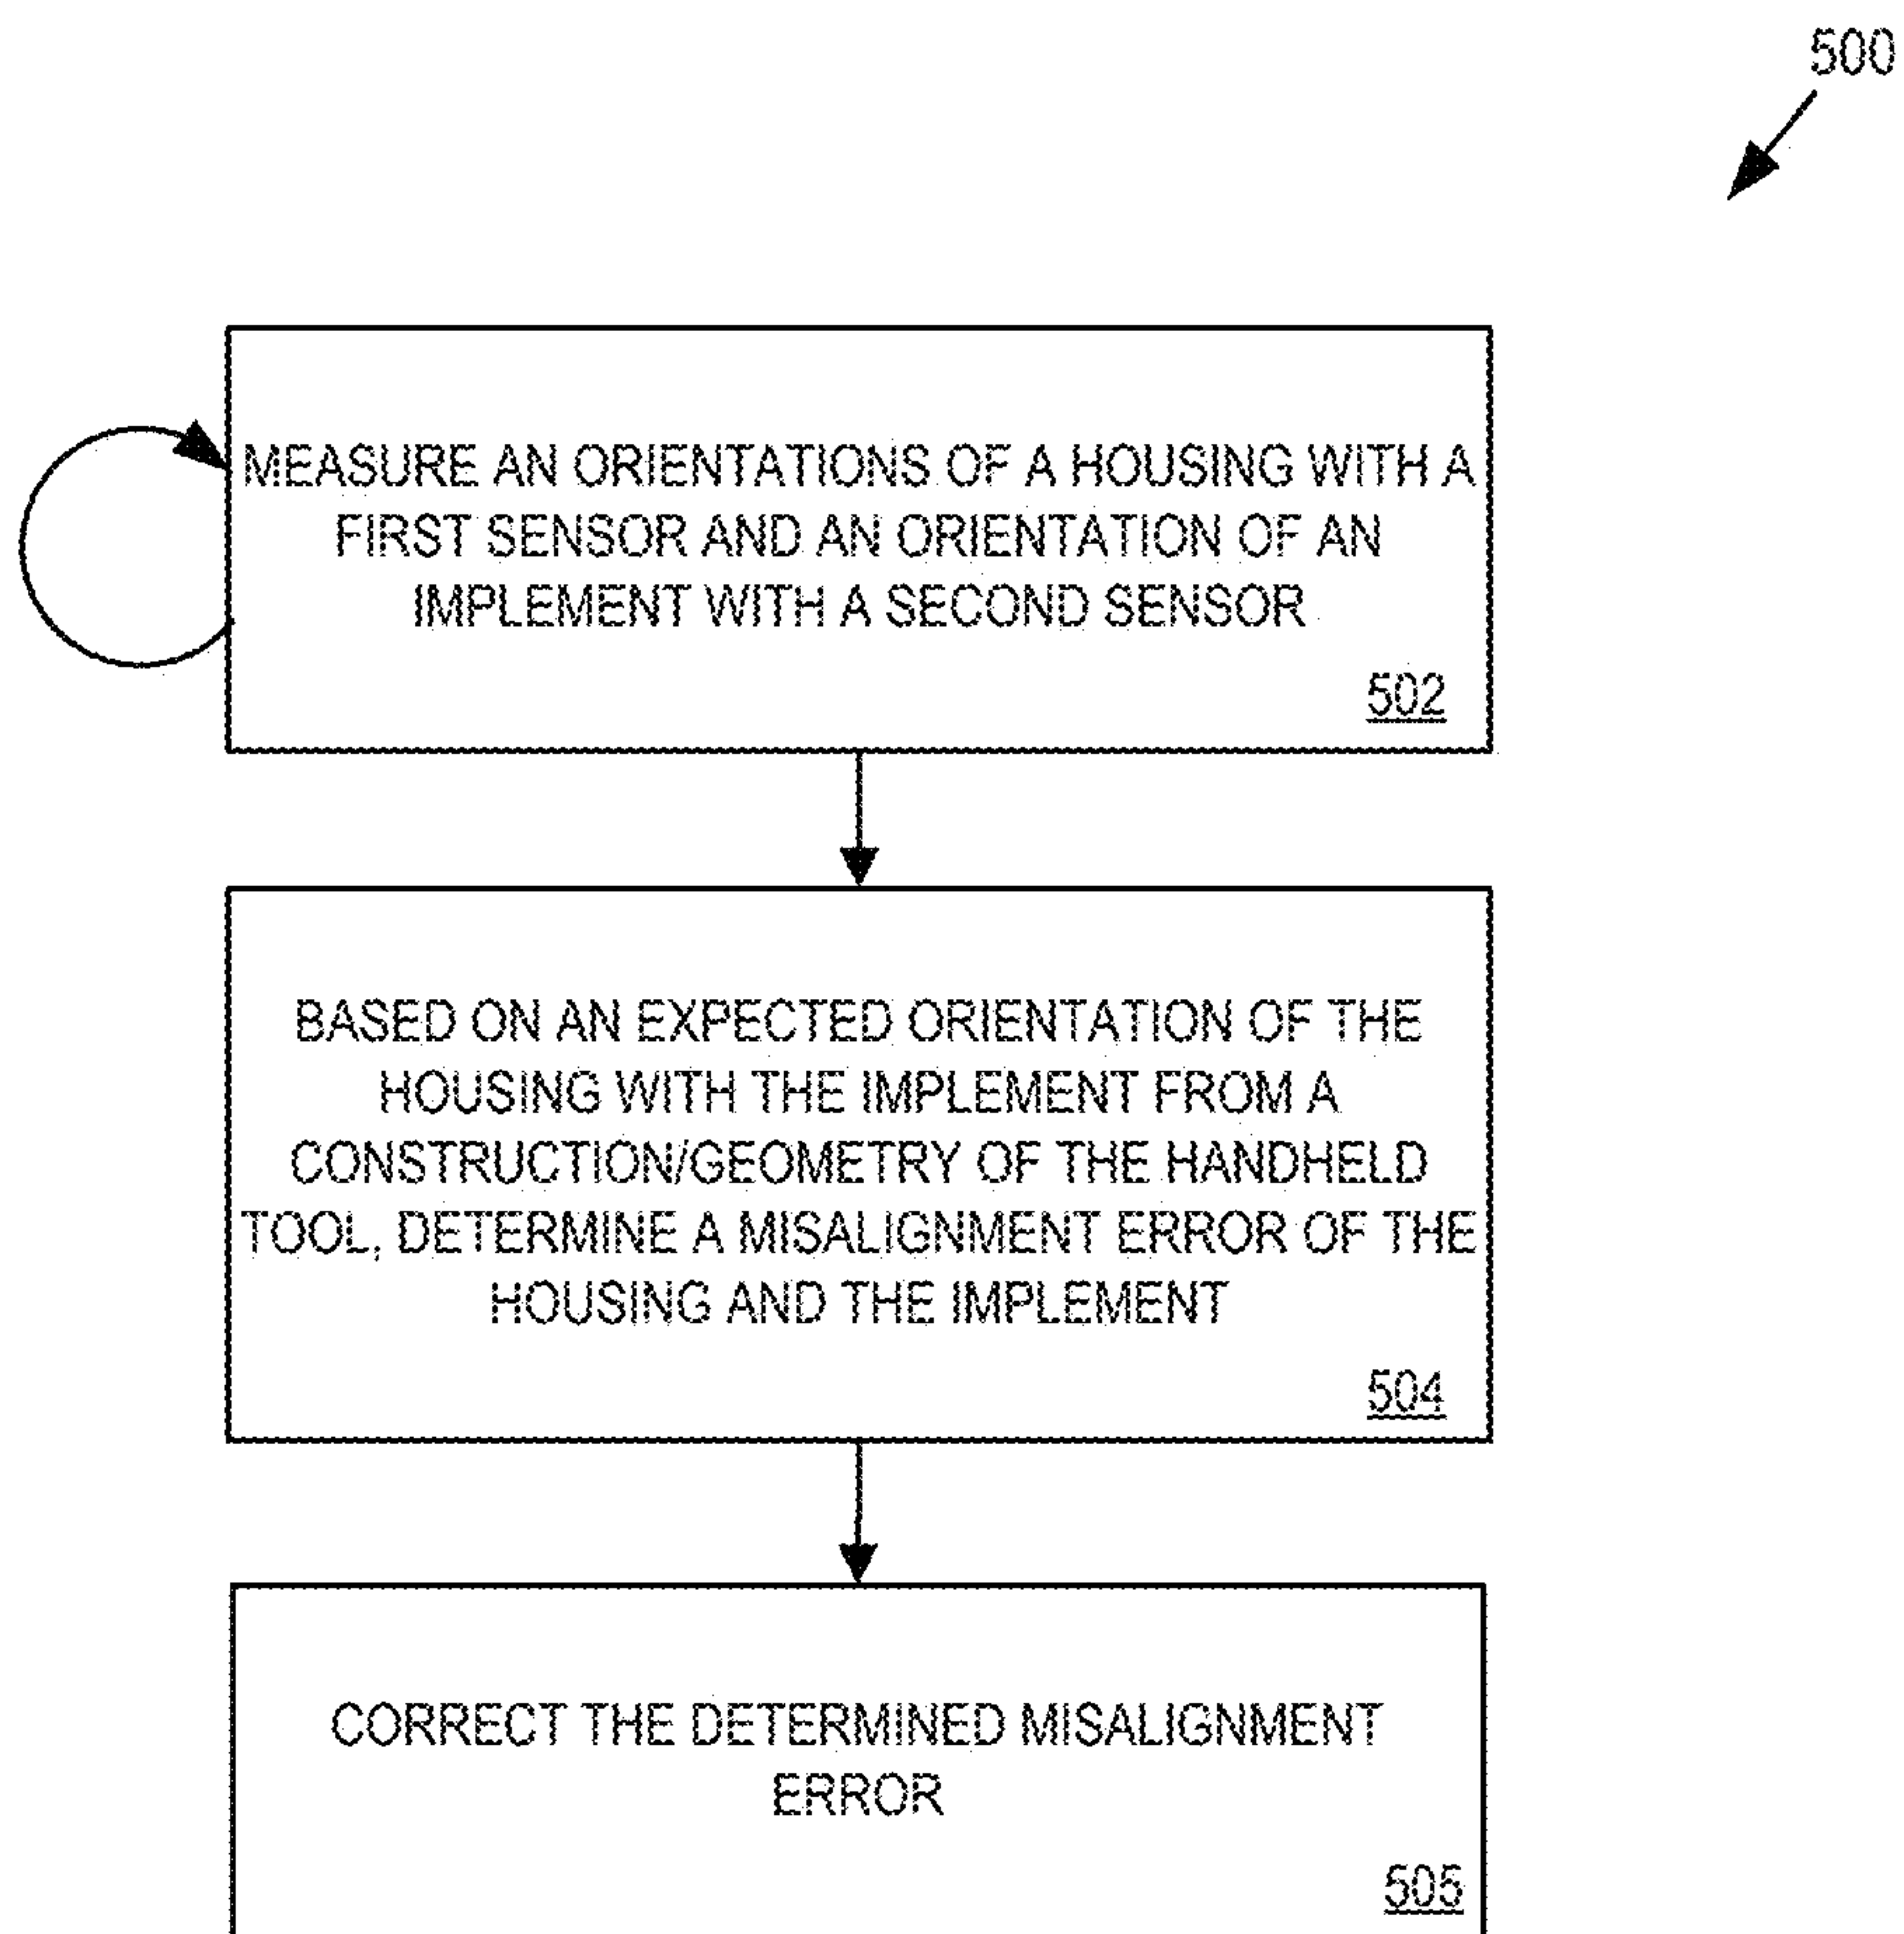 500
MEASURE AN ORIENTATIONS OF A HOUSING WITH A
FIRST SENSOR AND AN ORIENTATION OF AN
IMPLEMENT WITH A SECOND SENSOR
502
BASED ON AN EXPECTED ORIENTATION OF THE
HOUSING WITH THE IMPLEMENT FROM A
CONSTRUCTION/GEOMETRY OF THE HANDHELD
TOOL, DETERMINE A MISALIGNMENT ERROR OF THE
HOUSING AND THE IMPLEMENT
504
CORRECT THE DETERMINED MISALIGNMENT
ERROR
505